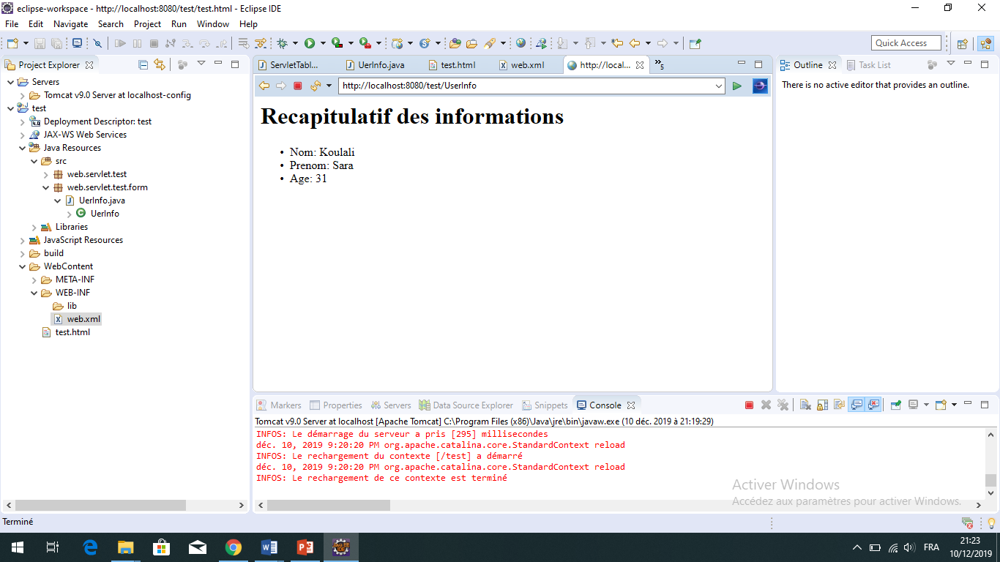 eclipse-workspace - http://localhost:8080/test/test.html - Eclipse IDE
File Edit Navigate Search Project Run Window Help
Quick Access
Project Explorer
Servers
Tomcat v9.0 Server at localhost-config
test
Deployment Descriptor: test
JAX-WS Web Services
Java Resources
src
web.servlet.test
web.servlet.test.form
UerInfo.java
UerInfo
Libraries
JavaScript Resources
build
WebContent
META-INF
WEB-INF
lib
web.xml
test.html
ServletTabl... UerInfo.java test.html web.xml http://local... »5
http://localhost:8080/test/UserInfo
Recapitulatif des informations
• Nom: Koulali
• Prenom: Sara
• Age: 31
Outline Task List
There is no active editor that provides an outline.
Markers Properties Servers Data Source Explorer Snippets Console
Tomcat v9.0 Server at localhost [Apache Tomcat] C:\Program Files (x86)\Java\jre\bin\javaw.exe (10 déc. 2019 à 21:19:29)
INFOS: Le démarrage du serveur a pris [295] millisecondes
déc. 10, 2019 9:20:20 PM org.apache.catalina.core.StandardContext reload
INFOS: Le rechargement du contexte [/test] a démarré
déc. 10, 2019 9:20:20 PM org.apache.catalina.core.StandardContext reload
INFOS: Le rechargement de ce contexte est terminé
Activer Windows
Accédez aux paramètres pour activer Windows.
Terminé
FRA
21:23
10/12/2019